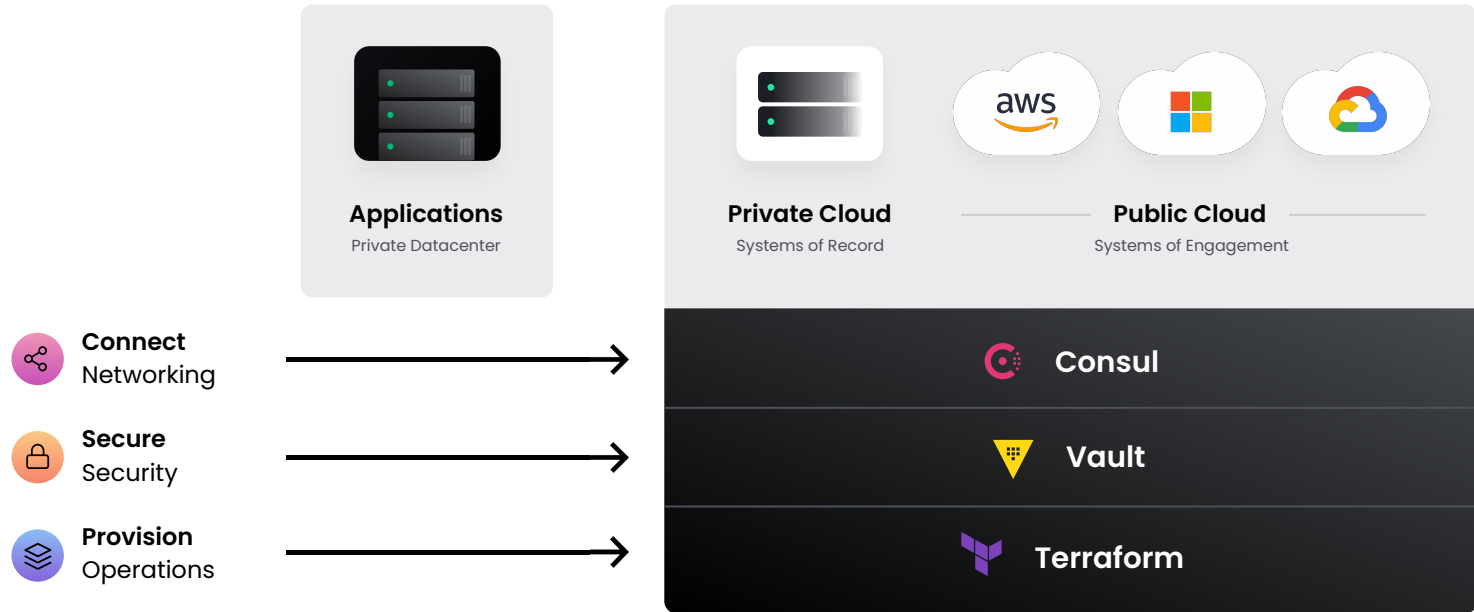 aws
Applications
Private Datacenter
Private Cloud
Systems of Record
Public Cloud
Systems of Engagement
Connect
Networking
Consul
Secure
Security
Vault
Provision
Operations
Terraform